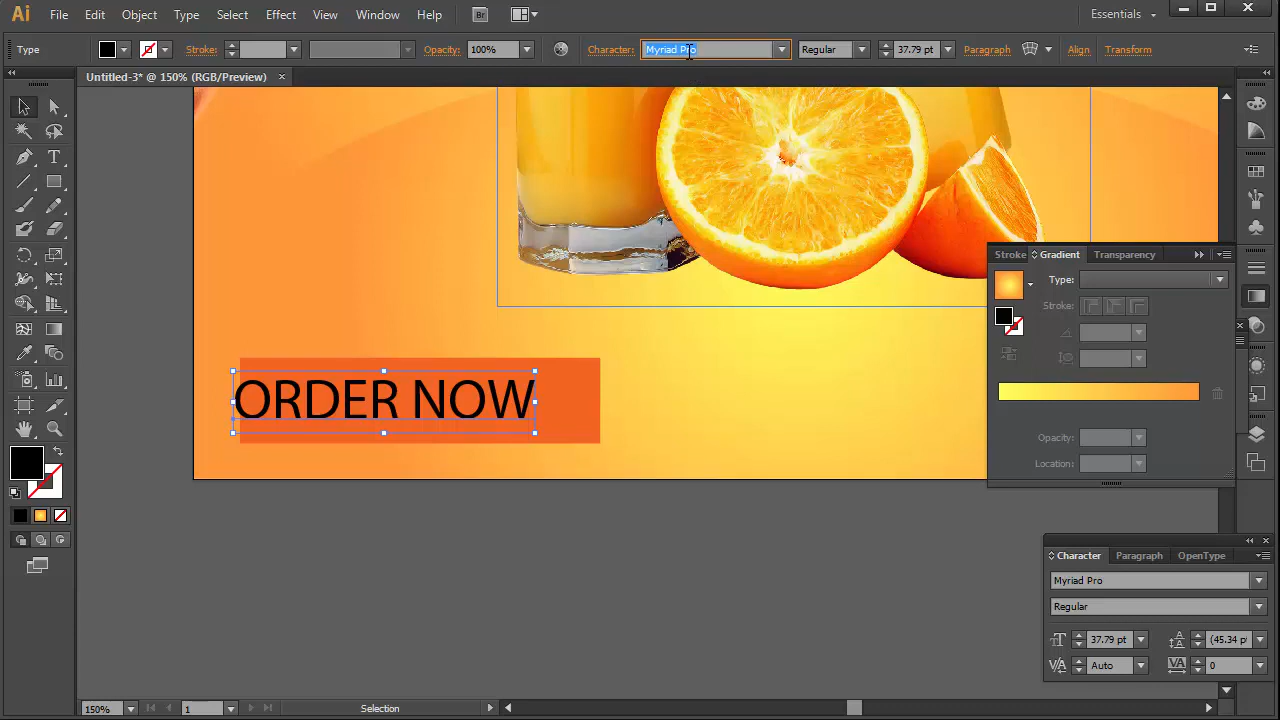 Ai File Edit Object Type Select Effect View Window Help Br Essentials
Type Stroke: Opacity: 100% Character: Myriad Pro Regular 37.79 pt Paragraph Align Transform
Untitled-3* @ 150% (RGB/Preview)
Stroke Gradient Transparency
Type:
Stroke:
ORDER NOW
Opacity:
Location:
Character Paragraph OpenType
Myriad Pro
Regular
37.79 pt (45.34 pt
Auto 0
150% 1 Selection